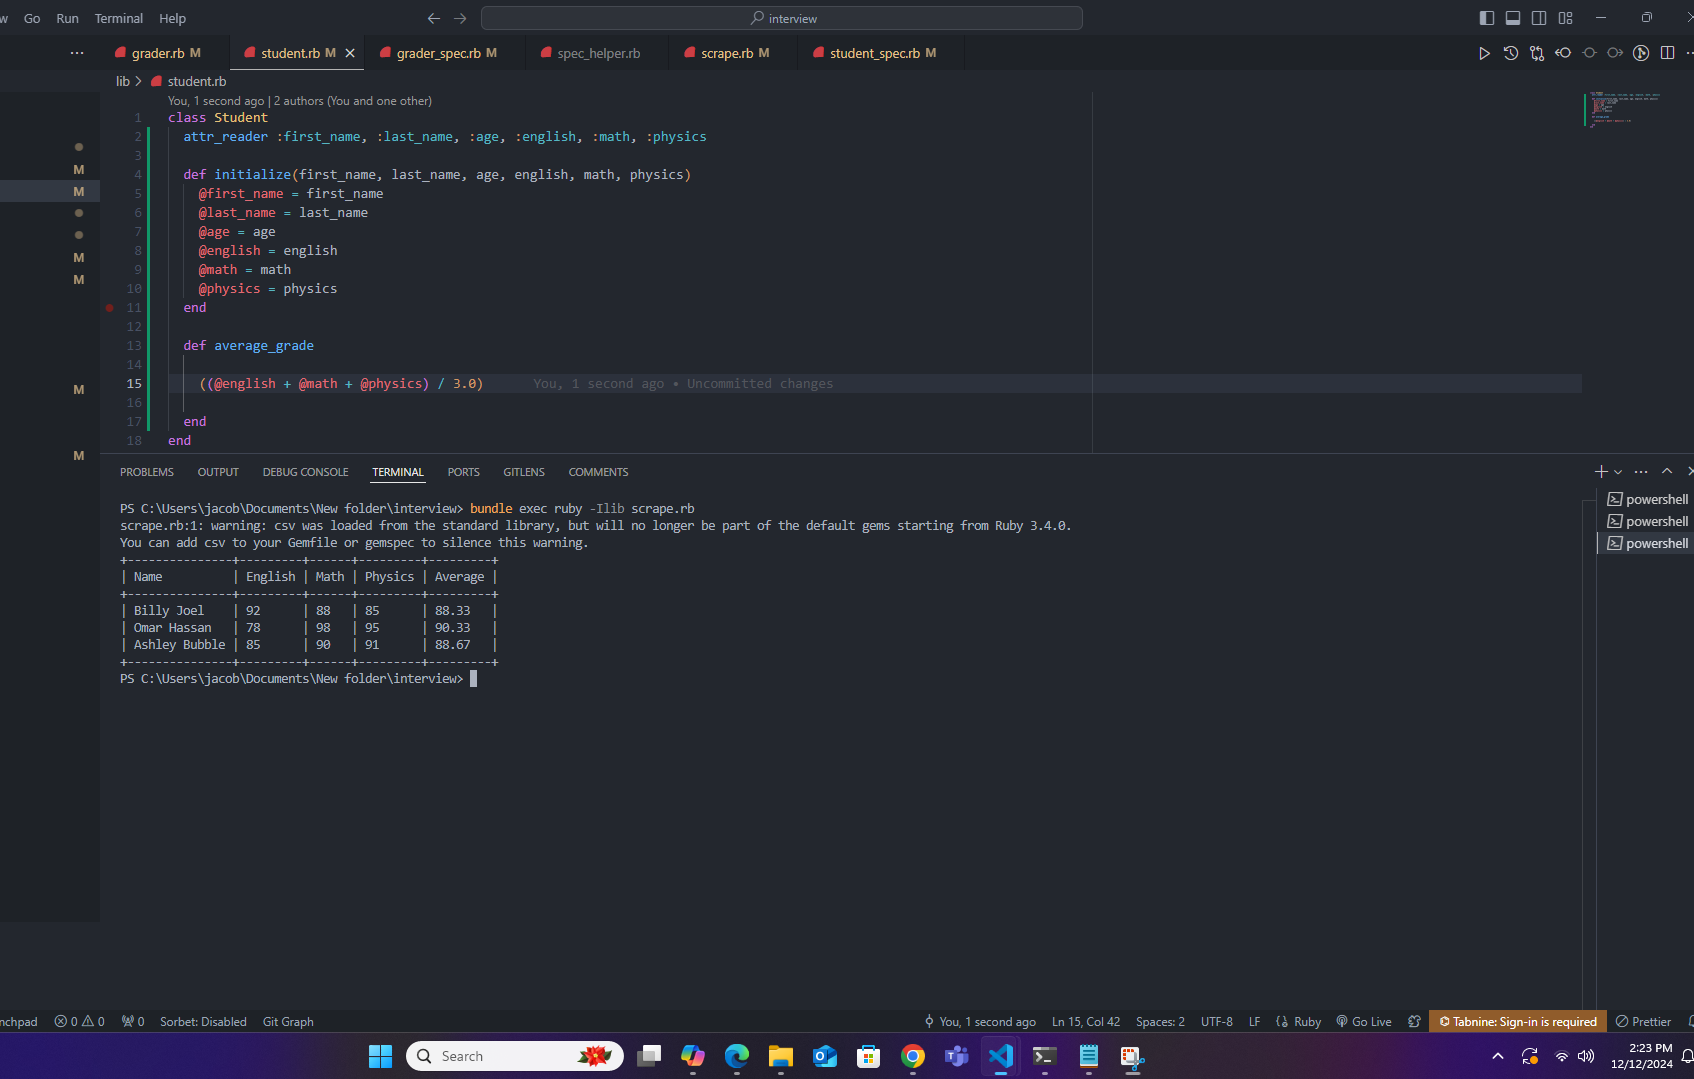 w Go Run Terminal Help
interview
grader.rb M
student.rb M
grader_spec.rb M
spec_helper.rb
scrape.rb M
student_spec.rb M
lib > student.rb
You, 1 second ago | 2 authors (You and one other)
1 class Student
2 attr_reader :first_name, :last_name, :age, :english, :math, :physics
3
4 def initialize(first_name, last_name, age, english, math, physics)
5 @first_name = first_name
6 @last_name = last_name
7 @age = age
8 @english = english
9 @math = math
10 @physics = physics
11 end
12
13 def average_grade
14
15 ((@english + @math + @physics) / 3.0) You, 1 second ago • Uncommitted changes
16
17 end
18 end
M
M
M
M
M
M
PROBLEMS OUTPUT DEBUG CONSOLE TERMINAL PORTS GITLENS COMMENTS
PS C:\Users\jacob\Documents\New folder\interview> bundle exec ruby -Ilib scrape.rb
scrape.rb:1: warning: csv was loaded from the standard library, but will no longer be part of the default gems starting from Ruby 3.4.0.
You can add csv to your Gemfile or gemspec to silence this warning.
+---------------+---------+------+---------+---------+
| Name | English | Math | Physics | Average |
+---------------+---------+------+---------+---------+
| Billy Joel | 92 | 88 | 85 | 88.33 |
| Omar Hassan | 78 | 98 | 95 | 90.33 |
| Ashley Bubble | 85 | 90 | 91 | 88.67 |
+---------------+---------+------+---------+---------+
PS C:\Users\jacob\Documents\New folder\interview>
powershell
powershell
powershell
nchpad 0 0 0 Sorbet: Disabled Git Graph You, 1 second ago Ln 15, Col 42 Spaces: 2 UTF-8 LF Ruby Go Live Tabnine: Sign-in is required Prettier
Search
2:23 PM
12/12/2024